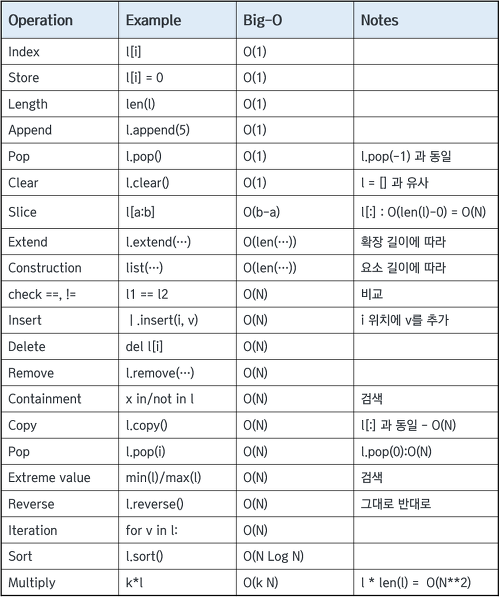 Operation Example Big-O Notes
Index l[i] O(1)
Store l[i] = 0 O(1)
Length len(l) O(1)
Append l.append(5) O(1)
Pop l.pop() O(1) l.pop(-1) 과 동일
Clear l.clear() O(1) l = [] 과 유사
Slice l[a:b] O(b-a) l[:] : O(len(l)-0) = O(N)
Extend l.extend(…) O(len(…)) 확장 길이에 따라
Construction list(…) O(len(…)) 요소 길이에 따라
check ==, != l1 == l2 O(N) 비교
Insert | .insert(i, v) O(N) i 위치에 v를 추가
Delete del l[i] O(N)
Remove l.remove(…) O(N)
Containment x in/not in l O(N) 검색
Copy l.copy() O(N) l[:] 과 동일 - O(N)
Pop l.pop(i) O(N) l.pop(0):O(N)
Extreme value min(l)/max(l) O(N) 검색
Reverse l.reverse() O(N) 그대로 반대로
Iteration for v in l: O(N)
Sort l.sort() O(N Log N)
Multiply k*l O(k N) l * len(l) = O(N**2)